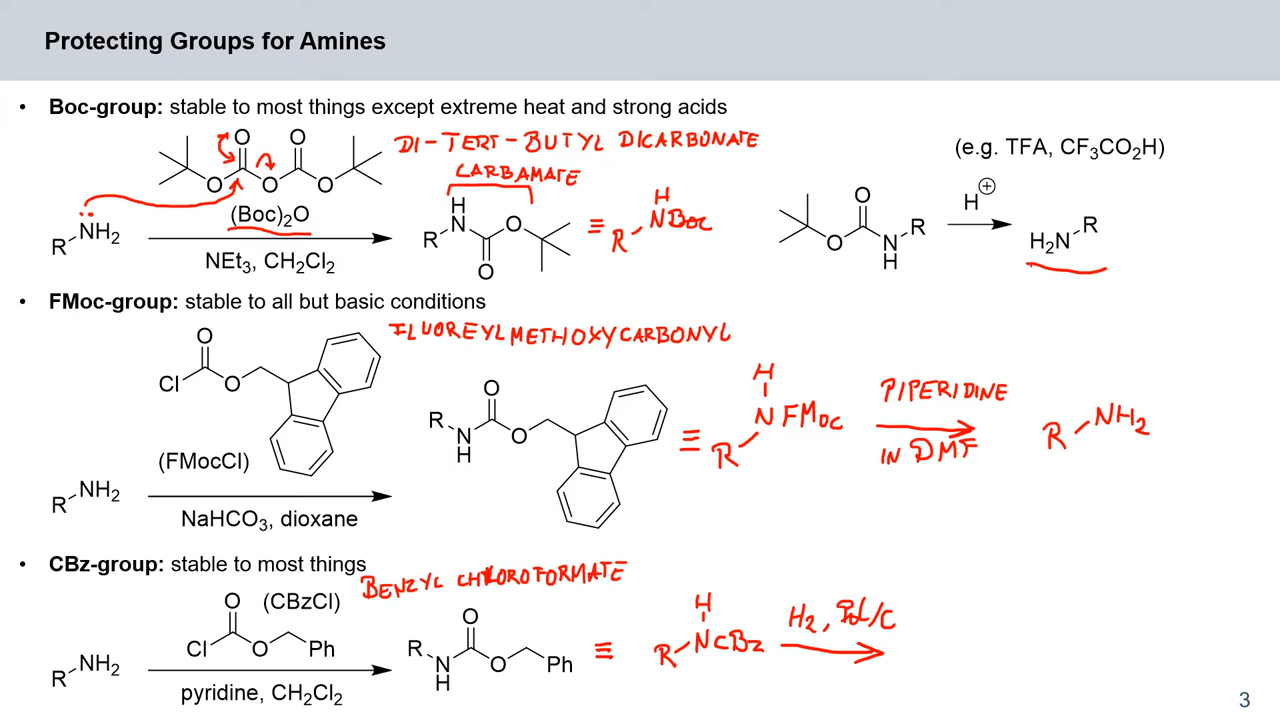 Protecting Groups for Amines
• Boc-group: stable to most things except extreme heat and strong acids
O O
O O O
DI-TERT-BUTYL DICARBONATE
CARBAMATE
(e.g. TFA, CF₃CO₂H)
R NH₂
(Boc)₂O
NEt₃, CH₂Cl₂
R H N O O
≡ R H NBoc
O O N H R
H⊕
H₂N R
• FMoc-group: stable to all but basic conditions
FLUOREYLMETHOXYCARBONYL
O Cl O
(FMocCl)
R NH₂
NaHCO₃, dioxane
R N H O O
≡ R H N FMoc
PIPERIDINE
IN DMF
R NH₂
• CBz-group: stable to most things
BENZYL CHLOROFORMATE
O (CBzCl)
Cl O Ph
R NH₂
pyridine, CH₂Cl₂
R N H O O Ph
≡ R H NCBz
H₂, Pd/C
3